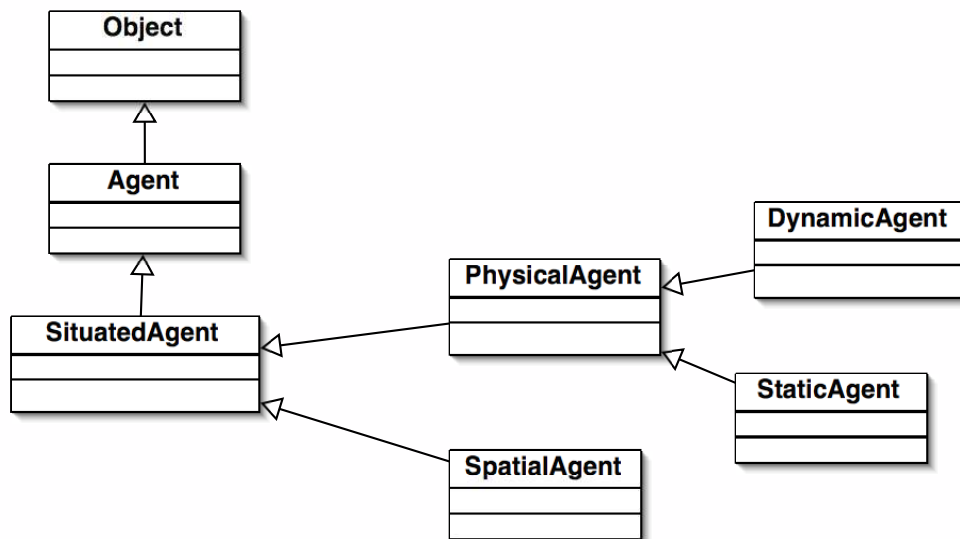 Object
Agent
SituatedAgent
PhysicalAgent
SpatialAgent
DynamicAgent
StaticAgent